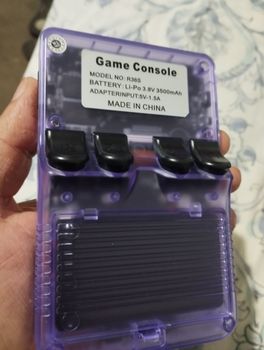 Game Console
MODEL NO: R36S
BATTERY: Li-Po 3.8V 3500mAh
ADAPTERINPUT:5V-1.5A
MADE IN CHINA